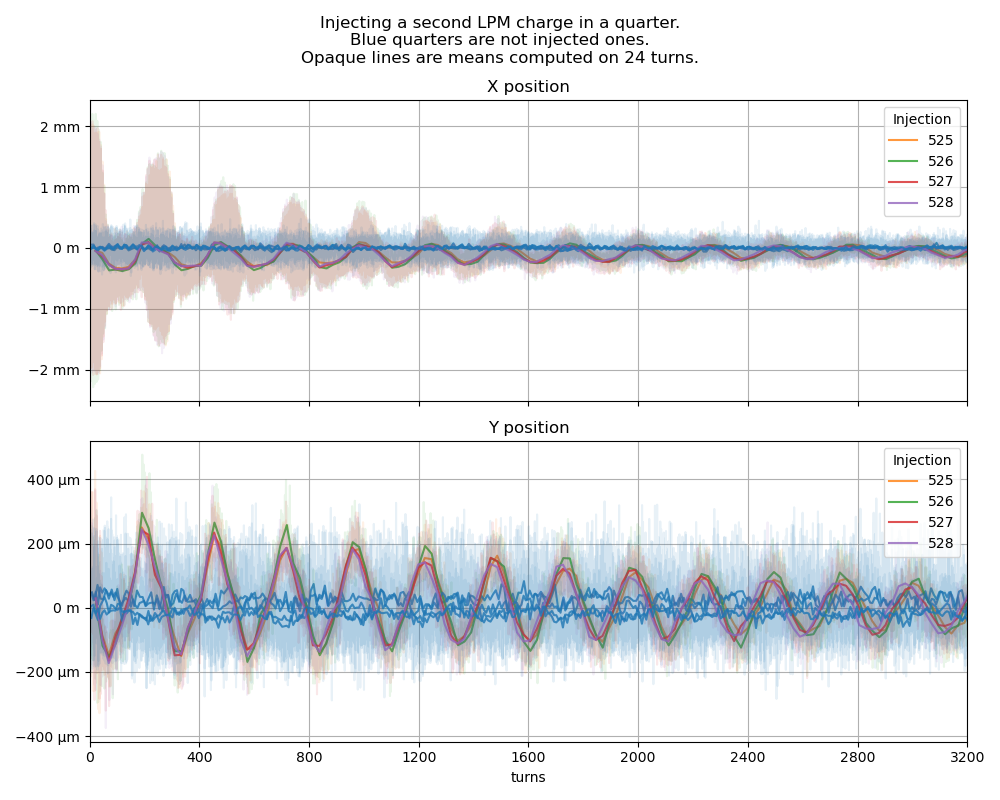 Injecting a second LPM charge in a quarter.
Blue quarters are not injected ones.
Opaque lines are means computed on 24 turns.
X position
2 mm
1 mm
0 m
−1 mm
−2 mm
Injection
525
526
527
528
Y position
400 µm
200 µm
0 m
−200 µm
−400 µm
Injection
525
526
527
528
0 400 800 1200 1600 2000 2400 2800 3200
turns